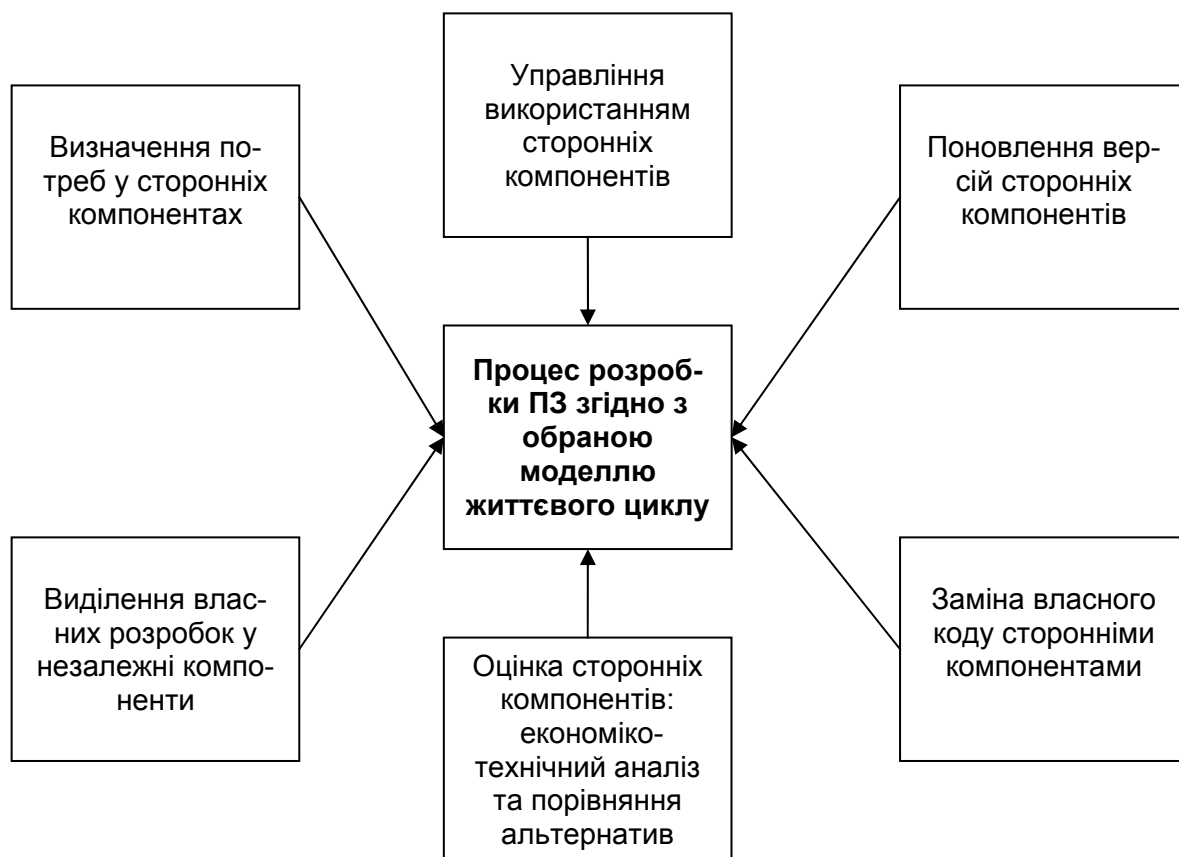 Управління
використанням
сторонніх
компонентів
Визначення по-
треб у сторонніх
компонентах
Поновлення вер-
сій сторонніх
компонентів
Процес розроб-
ки ПЗ згідно з
обраною
моделлю
життєвого циклу
Виділення влас-
них розробок у
незалежні компо-
ненти
Заміна власного
коду сторонніми
компонентами
Оцінка сторонніх
компонентів:
економіко-
технічний аналіз
та порівняння
альтернатив